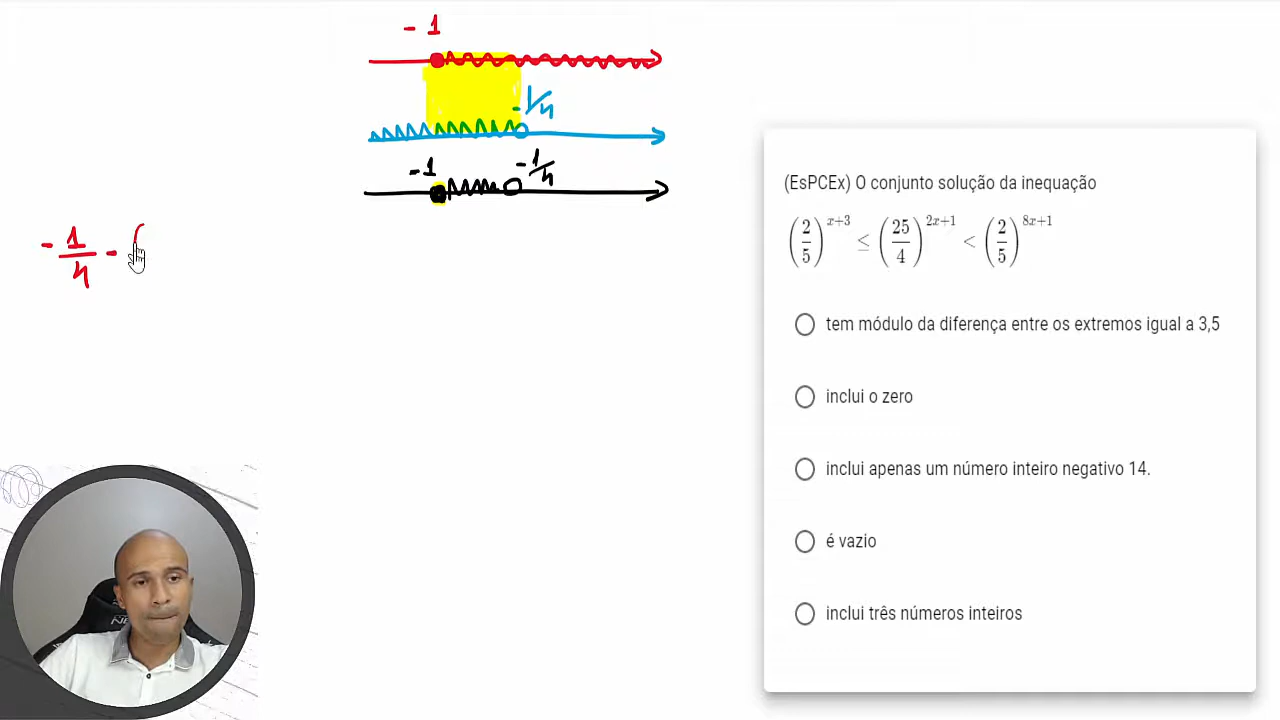 - 1
- 1/4
-1
- 1/4
- 1/4 - (
(EsPCEx) O conjunto solução da inequação
(2/5)^{x+3} ≤ (25/4)^{2x+1} < (2/5)^{8x+1}
tem módulo da diferença entre os extremos igual a 3,5
inclui o zero
inclui apenas um número inteiro negativo 14.
é vazio
inclui três números inteiros